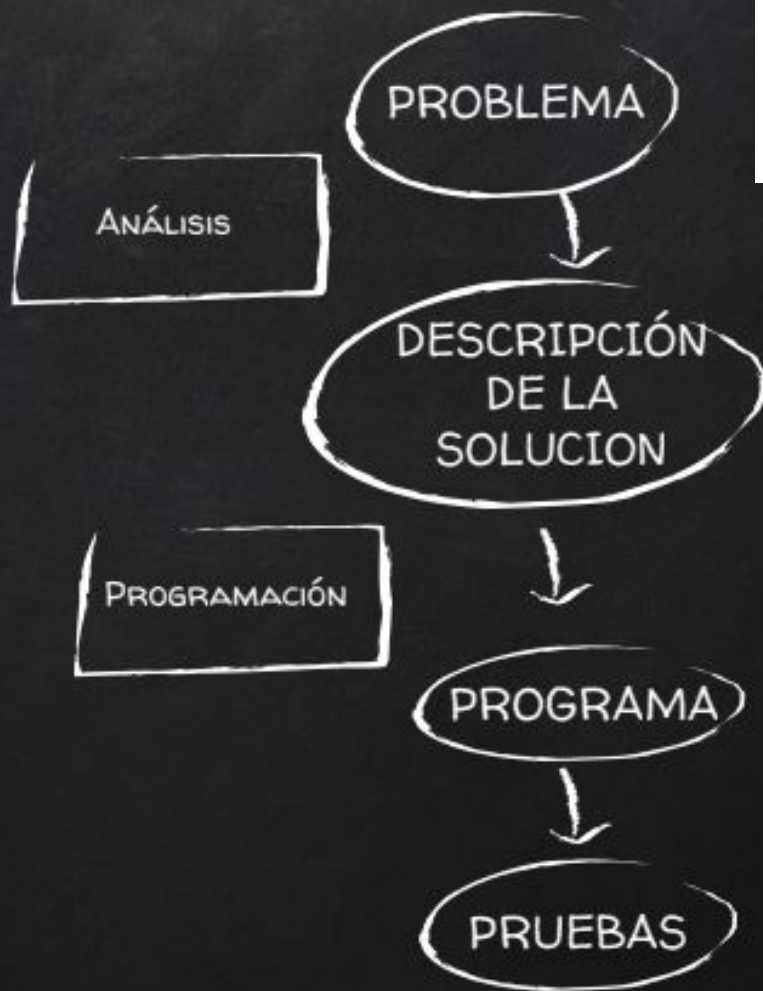 PROBLEMA
ANÁLISIS
DESCRIPCIÓN
DE LA
SOLUCION
PROGRAMACIÓN
PROGRAMA
PRUEBAS